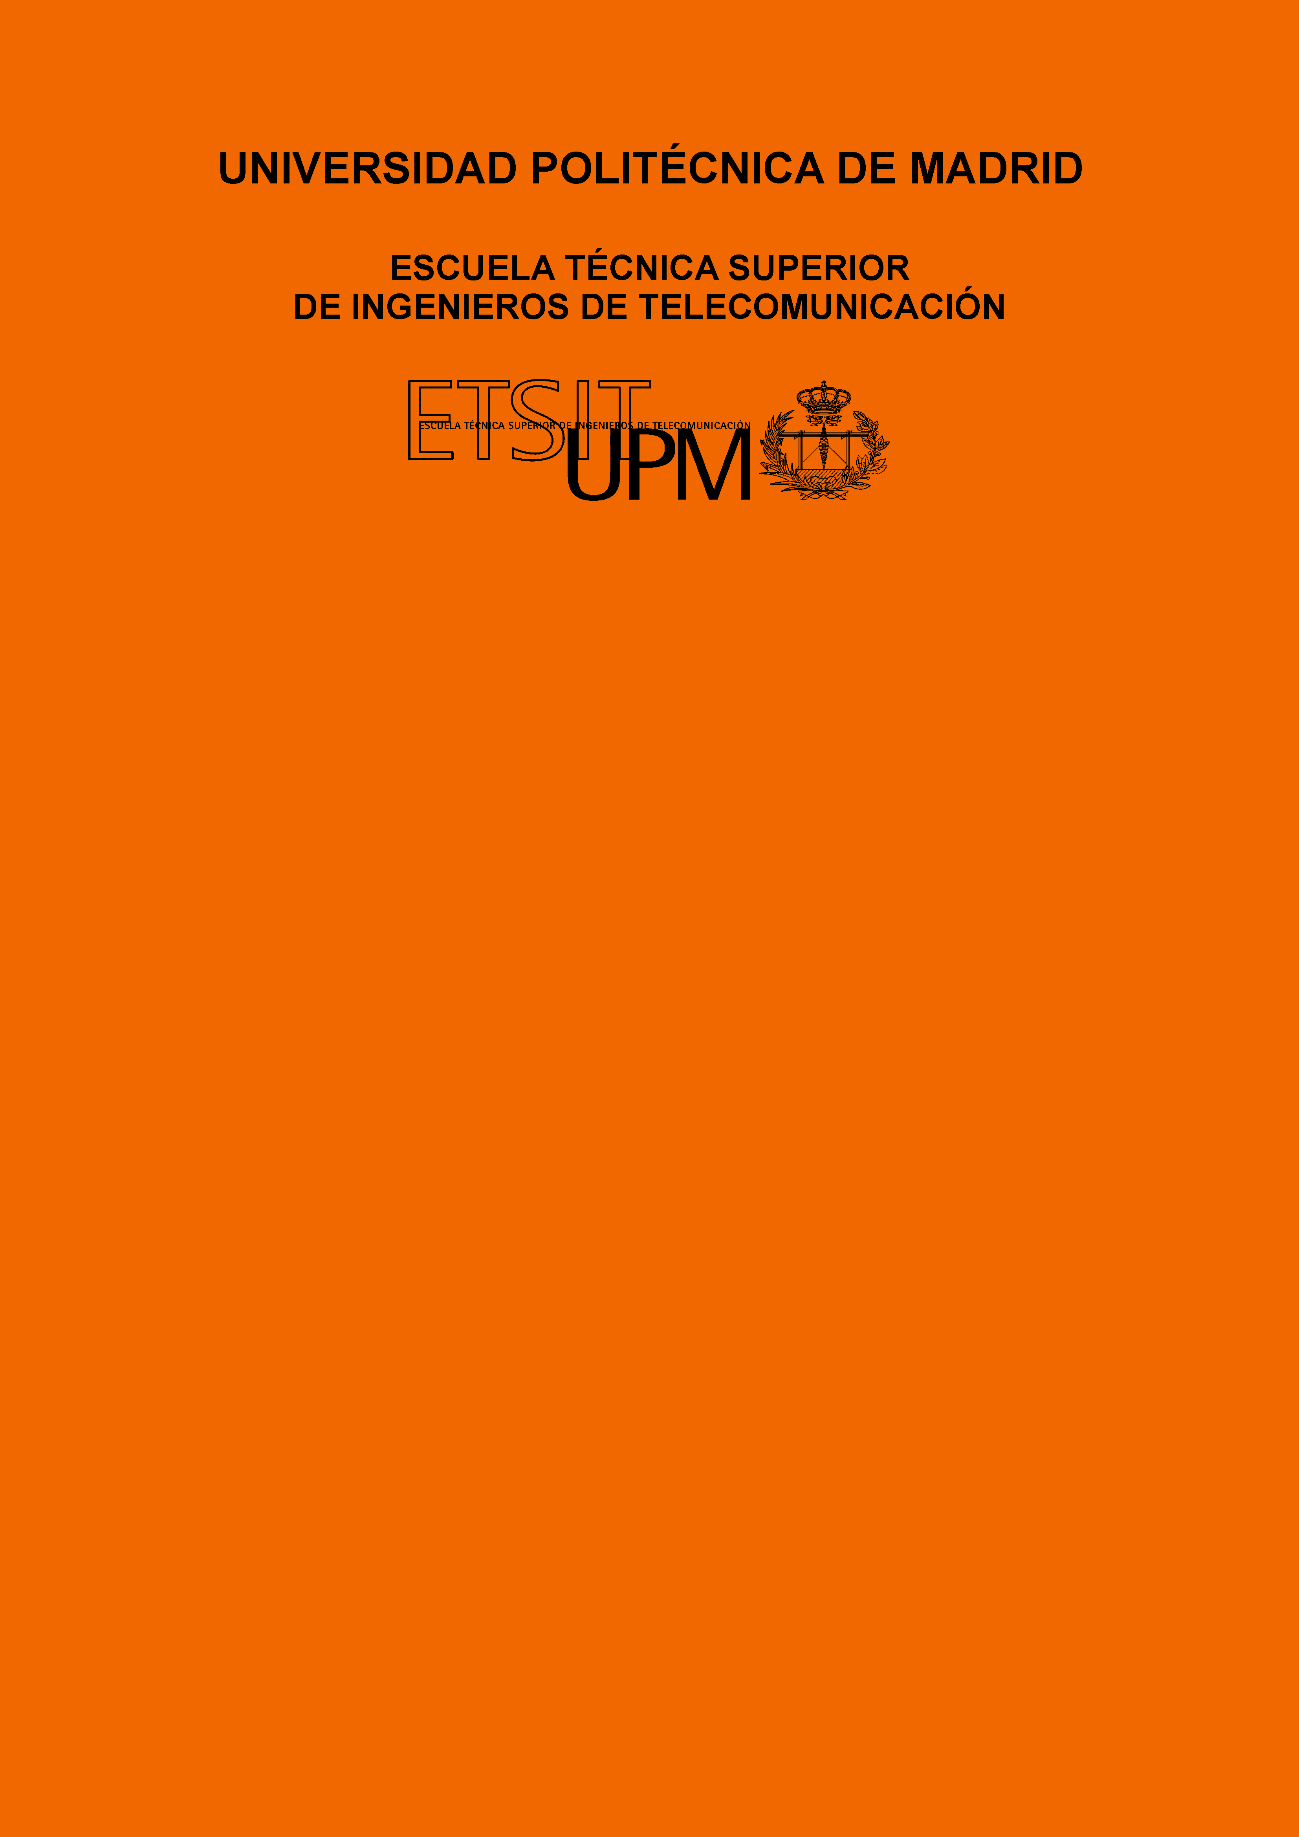 UNIVERSIDAD POLITÉCNICA DE MADRID
ESCUELA TÉCNICA SUPERIOR
DE INGENIEROS DE TELECOMUNICACIÓN
ETSIT
ESCUELA TÉCNICA SUPERIOR DE INGENIEROS DE TELECOMUNICACIÓN
UPM